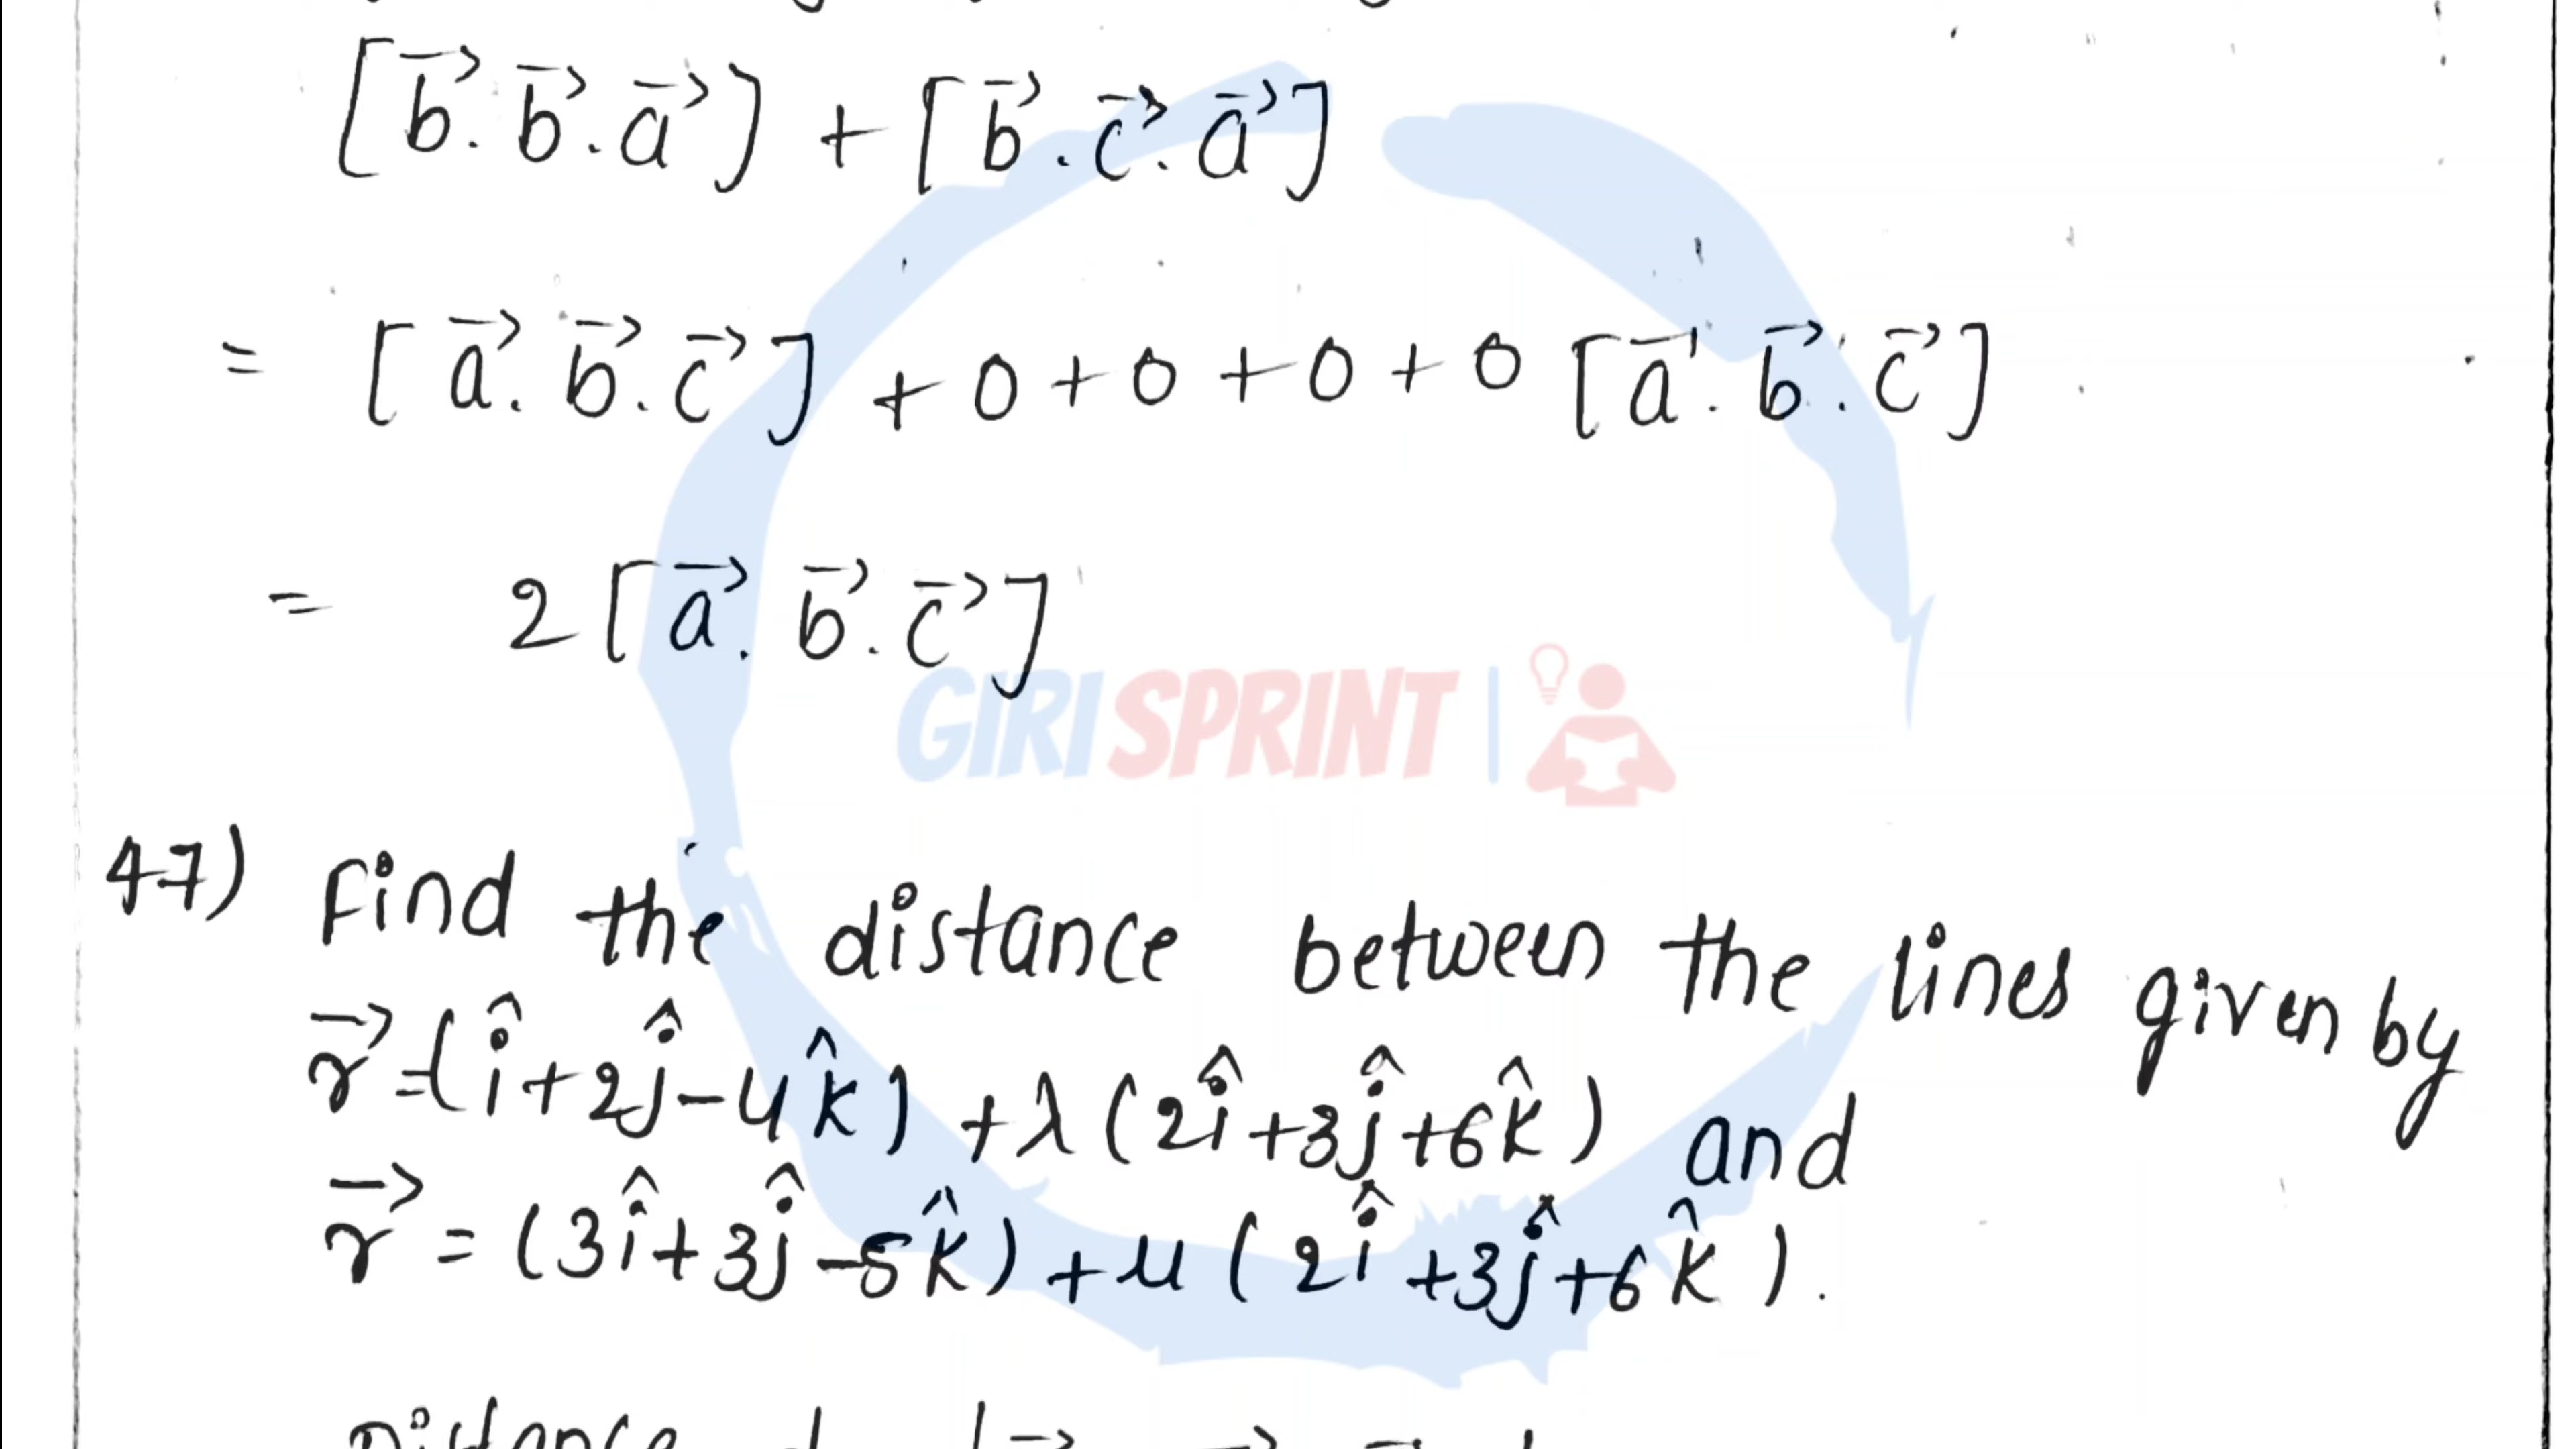 [b⃗. b⃗. a⃗] + [b⃗. c⃗. a⃗]
= [a⃗. b⃗. c⃗] + 0 + 0 + 0 + 0 [a⃗. b⃗. c⃗]
= 2[a⃗. b⃗. c⃗]
GIRI SPRINT
47) Find the distance between the lines given by
r⃗ = (î+2ĵ-4k̂) + λ(2î+3ĵ+6k̂) and
r⃗ = (3î+3ĵ-5k̂) + μ(2î+3ĵ+6k̂).
Distance d